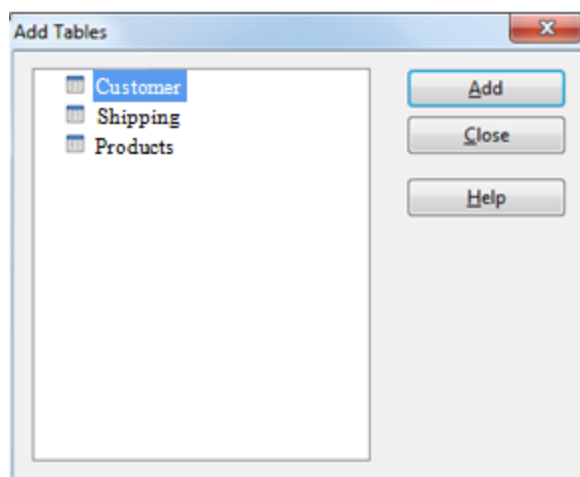 Add Tables
Customer
Shipping
Products
Add
Close
Help